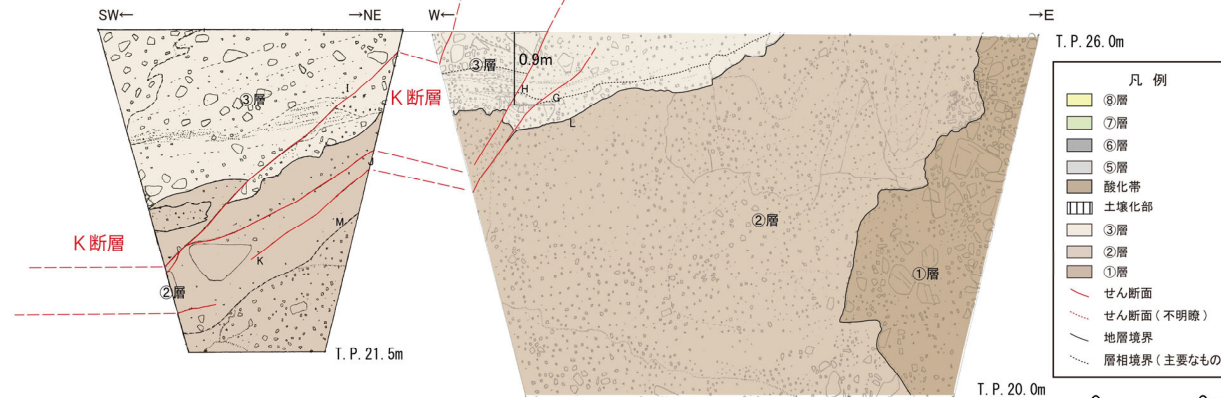 SW←
→NE
W←
→E
T.P.26.0m
③層
0.9m
③層
I
K断層
H
G
L
J
②層
K断層
M
K
①層
②層
T.P.21.5m
T.P.20.0m
凡 例
⑧層
⑦層
⑥層
⑤層
酸化帯
土壌化部
③層
②層
①層
せん断面
せん断面(不明瞭)
地層境界
層相境界(主要なもの